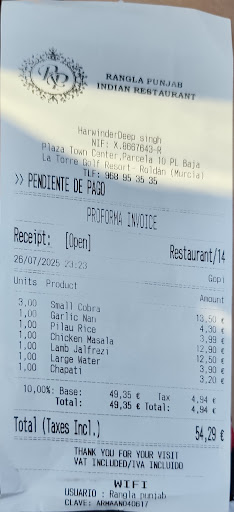 RP
RANGLA PUNJAB
INDIAN RESTAURANT
HarwinderDeep singh
NIF: X.8667643-R
Plaza Town Canter,Parcela 10 PL Baja
La Torre Golf Resort- Roldán (Murcia)
TLF: 968 95 35 35
>> PENDIENTE DE PAGO
PROFORMA INVOICE
Receipt: [Open] Restaurant/14
26/07/2025 23:23 Gopi
Units Product Amount
3,00 Small Cobra 13,50 €
1,00 Garlic Nan 4,30 €
1,00 Pilau Rice 3,99 €
1,00 Chicken Masala 12,90 €
1,00 Lamb Jalfrezi 12,50 €
1,00 Large Water 3,90 €
1,00 Chapati 3,20 €
10,00% Base: 49,35 € Tax 4,94 €
Total: 49,35 € Total: 4,94 €
Total (Taxes Incl.) 54,29 €
THANK YOU FOR YOUR VISIT
VAT INCLUDED/IVA INCLUIDO
WIFI
USUARIO : Rangla punjab
CLAVE: ARMAAN040617